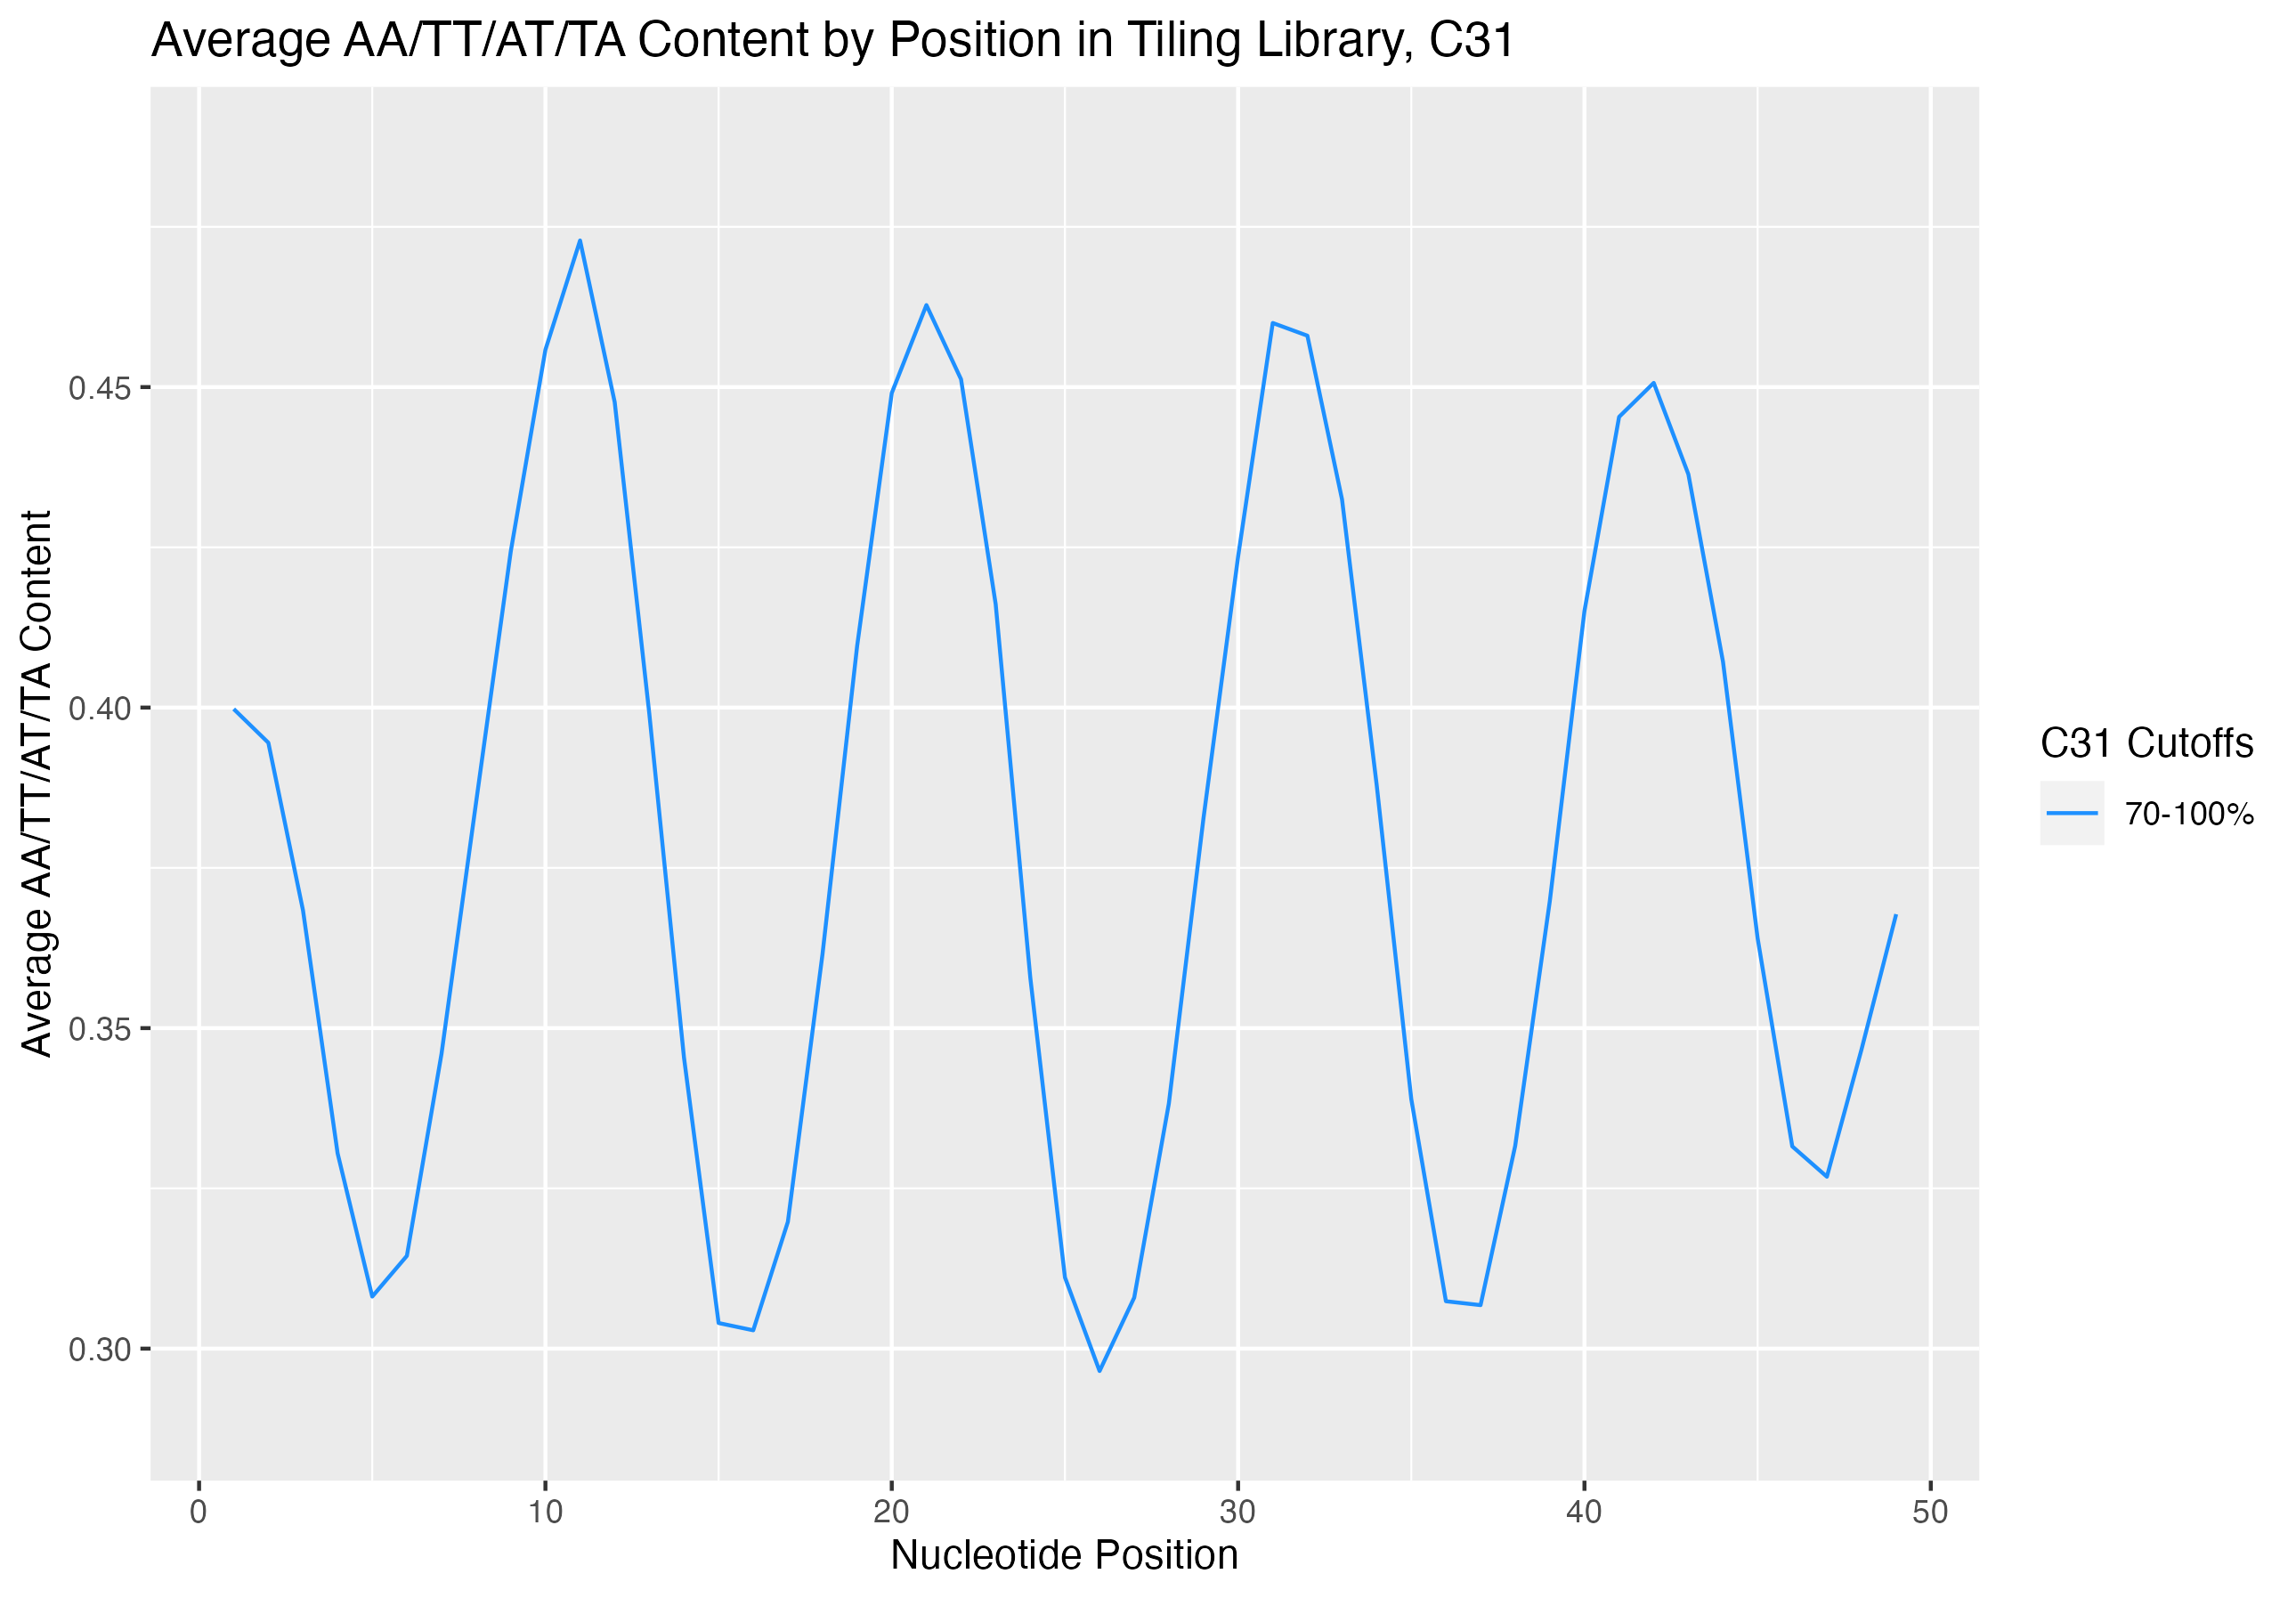 Average AA/TT/AT/TA Content by Position in Tiling Library, C31
Average AA/TT/AT/TA Content
0.45
0.40
0.35
0.30
0 10 20 30 40 50
Nucleotide Position
C31 Cutoffs
70-100%